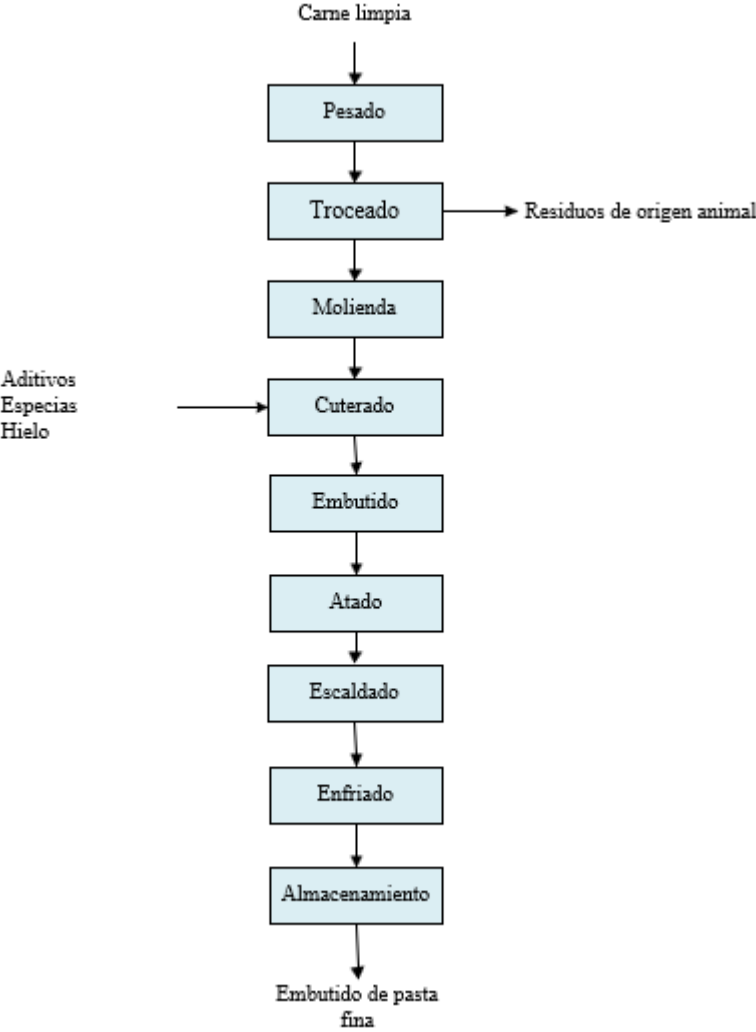 Carne limpia
Pesado
Troceado
Residuos de origen animal
Molienda
Aditivos
Especias
Hielo
Cuterado
Embutido
Atado
Escaldado
Enfriado
Almacenamiento
Embutido de pasta
fina